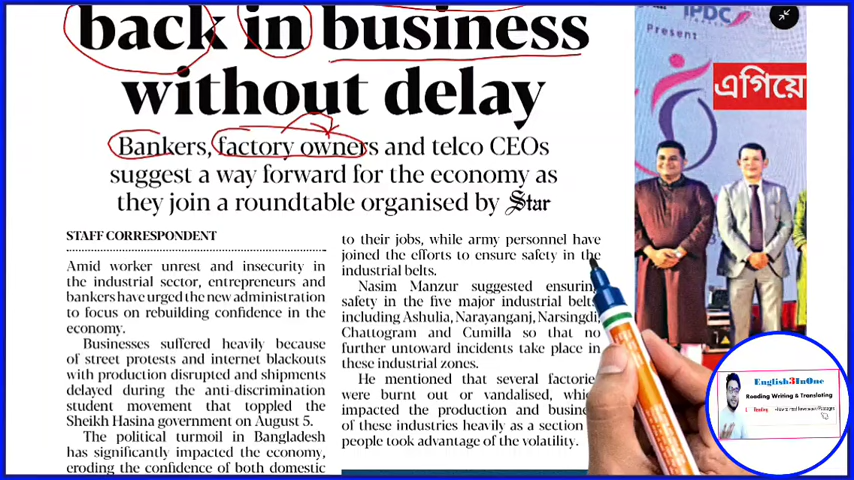 back in business
without delay
Bankers, factory owners and telco CEOs
suggest a way forward for the economy as
they join a roundtable organised by Star
STAFF CORRESPONDENT
Amid worker unrest and insecurity in
the industrial sector, entrepreneurs and
bankers have urged the new administration
to focus on rebuilding confidence in the
economy.
Businesses suffered heavily because
of street protests and internet blackouts
with production disrupted and shipments
delayed during the anti-discrimination
student movement that toppled the
Sheikh Hasina government on August 5.
The political turmoil in Bangladesh
has significantly impacted the economy,
eroding the confidence of both domestic
to their jobs, while army personnel have
joined the efforts to ensure safety in the
industrial belts.
Nasim Manzur suggested ensuring
safety in the five major industrial belts
including Ashulia, Narayanganj, Narsingdi,
Chattogram and Cumilla so that no
further untoward incidents take place in
these industrial zones.
He mentioned that several factories
were burnt out or vandalised, which
impacted the production and
of these industries heavily as a section
people took advantage of the volatility.
IPDC
Present
এগিয়ে
English3InOne
Reading Writing & Translating